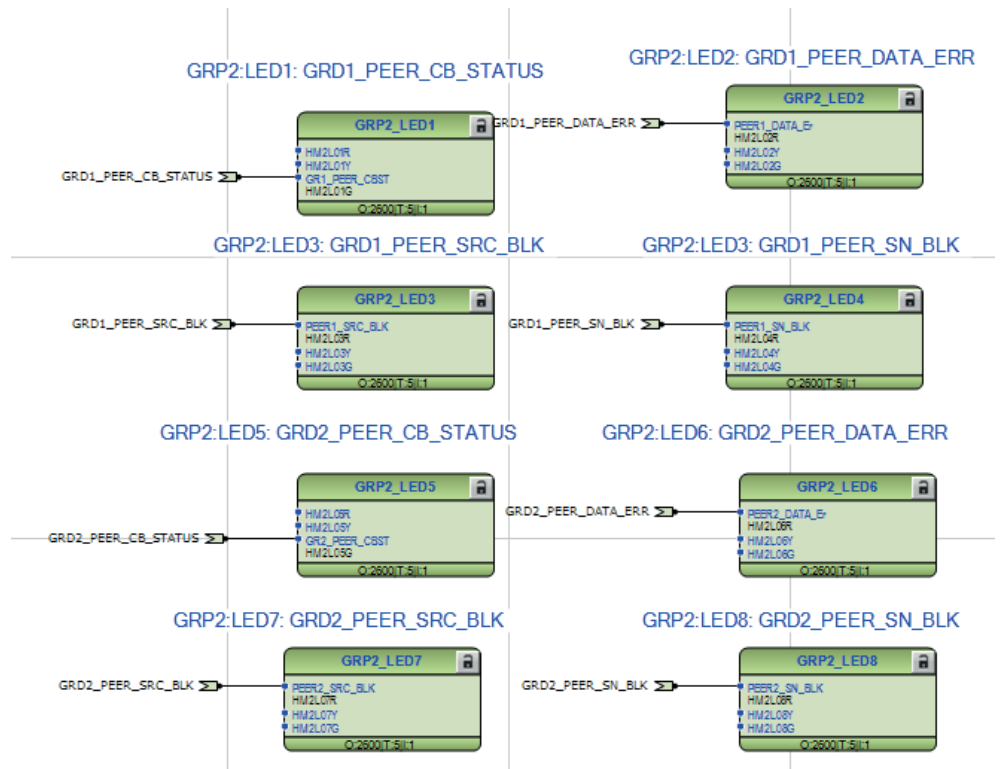 GRP2:LED1: GRD1_PEER_CB_STATUS
GRP2_LED1
HM2L01R
HM2L01Y
GRD1_PEER_CB_STATUS
GR1_PEER_CBST
HM2L01G
O:2600|T:5|I:1
GRP2:LED2: GRD1_PEER_DATA_ERR
GRP2_LED2
GRD1_PEER_DATA_ERR
PEER1_DATA_Er
HM2L02R
HM2L02Y
HM2L02G
O:2600|T:5|I:1
GRP2:LED3: GRD1_PEER_SRC_BLK
GRP2_LED3
GRD1_PEER_SRC_BLK
PEER1_SRC_BLK
HM2L03R
HM2L03Y
HM2L03G
O:2600|T:5|I:1
GRP2:LED3: GRD1_PEER_SN_BLK
GRP2_LED4
GRD1_PEER_SN_BLK
PEER1_SN_BLK
HM2L04R
HM2L04Y
HM2L04G
O:2600|T:5|I:1
GRP2:LED5: GRD2_PEER_CB_STATUS
GRP2_LED5
HM2L05R
HM2L05Y
GRD2_PEER_CB_STATUS
GR2_PEER_CBST
HM2L05G
O:2600|T:5|I:1
GRP2:LED6: GRD2_PEER_DATA_ERR
GRP2_LED6
GRD2_PEER_DATA_ERR
PEER2_DATA_Er
HM2L06R
HM2L06Y
HM2L06G
O:2600|T:5|I:1
GRP2:LED7: GRD2_PEER_SRC_BLK
GRP2_LED7
GRD2_PEER_SRC_BLK
PEER2_SRC_BLK
HM2L07R
HM2L07Y
HM2L07G
O:2600|T:5|I:1
GRP2:LED8: GRD2_PEER_SN_BLK
GRP2_LED8
GRD2_PEER_SN_BLK
PEER2_SN_BLK
HM2L08R
HM2L08Y
HM2L08G
O:2600|T:5|I:1